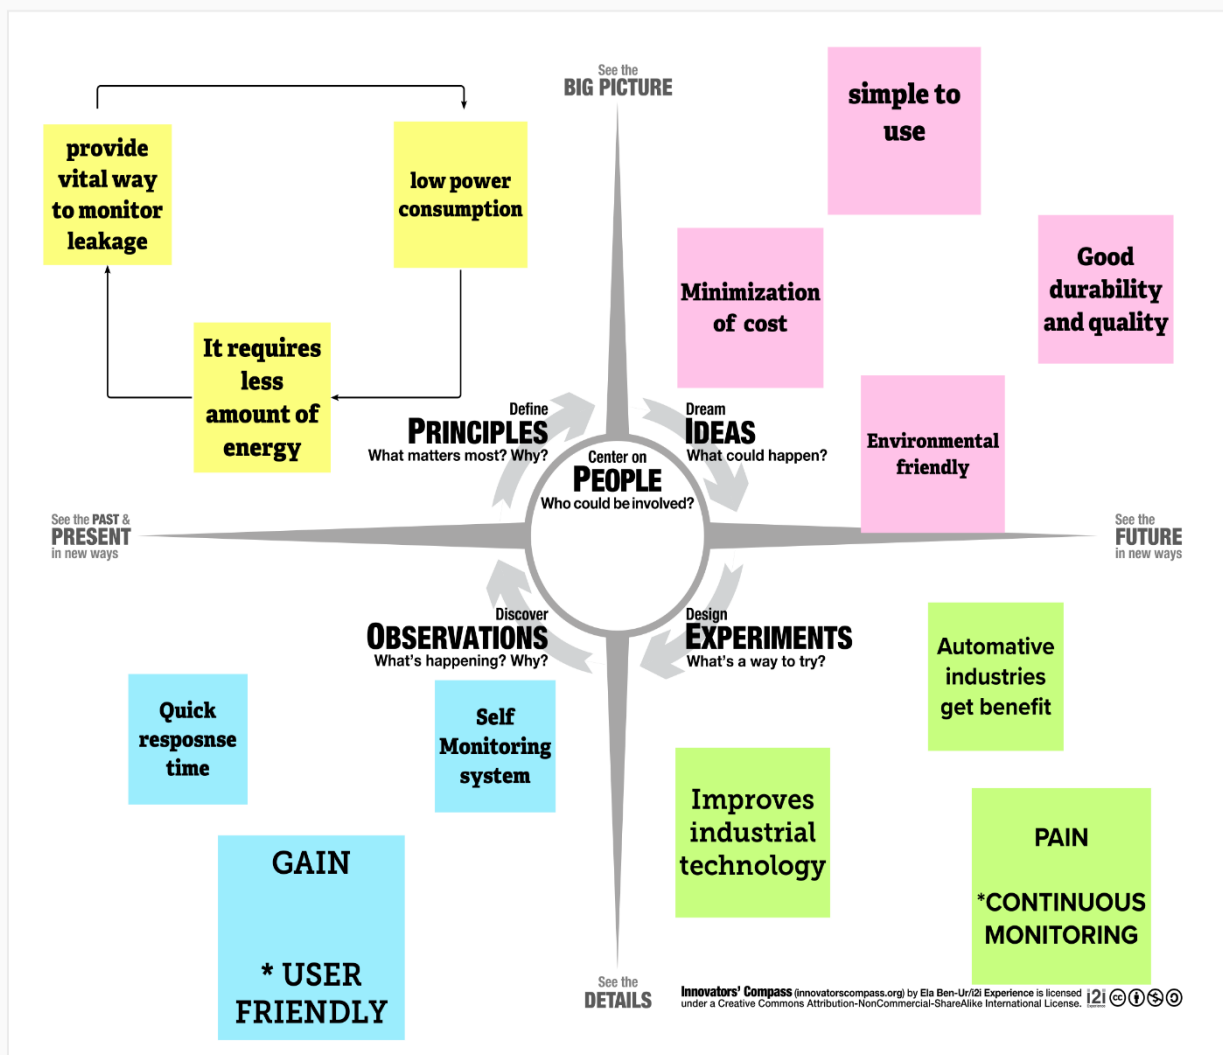 See the
BIG PICTURE
provide
vital way
to monitor
leakage
low power
consumption
It requires
less
amount of
energy
simple to
use
Minimization
of cost
Good
durability
and quality
Environmental
friendly
Define
PRINCIPLES
What matters most? Why?
Dream
IDEAS
What could happen?
Center on
PEOPLE
Who could be involved?
See the PAST &
PRESENT
in new ways
See the
FUTURE
in new ways
Discover
OBSERVATIONS
What's happening? Why?
Design
EXPERIMENTS
What's a way to try?
Quick
resposnse
time
Self
Monitoring
system
GAIN
* USER
FRIENDLY
Automative
industries
get benefit
Improves
industrial
technology
PAIN
*CONTINUOUS
MONITORING
See the
DETAILS
Innovators' Compass (innovatorscompass.org) by Ela Ben-Ur/i2i Experience is licensed
under a Creative Commons Attribution-NonCommercial-ShareAlike International License.
i2i
cc